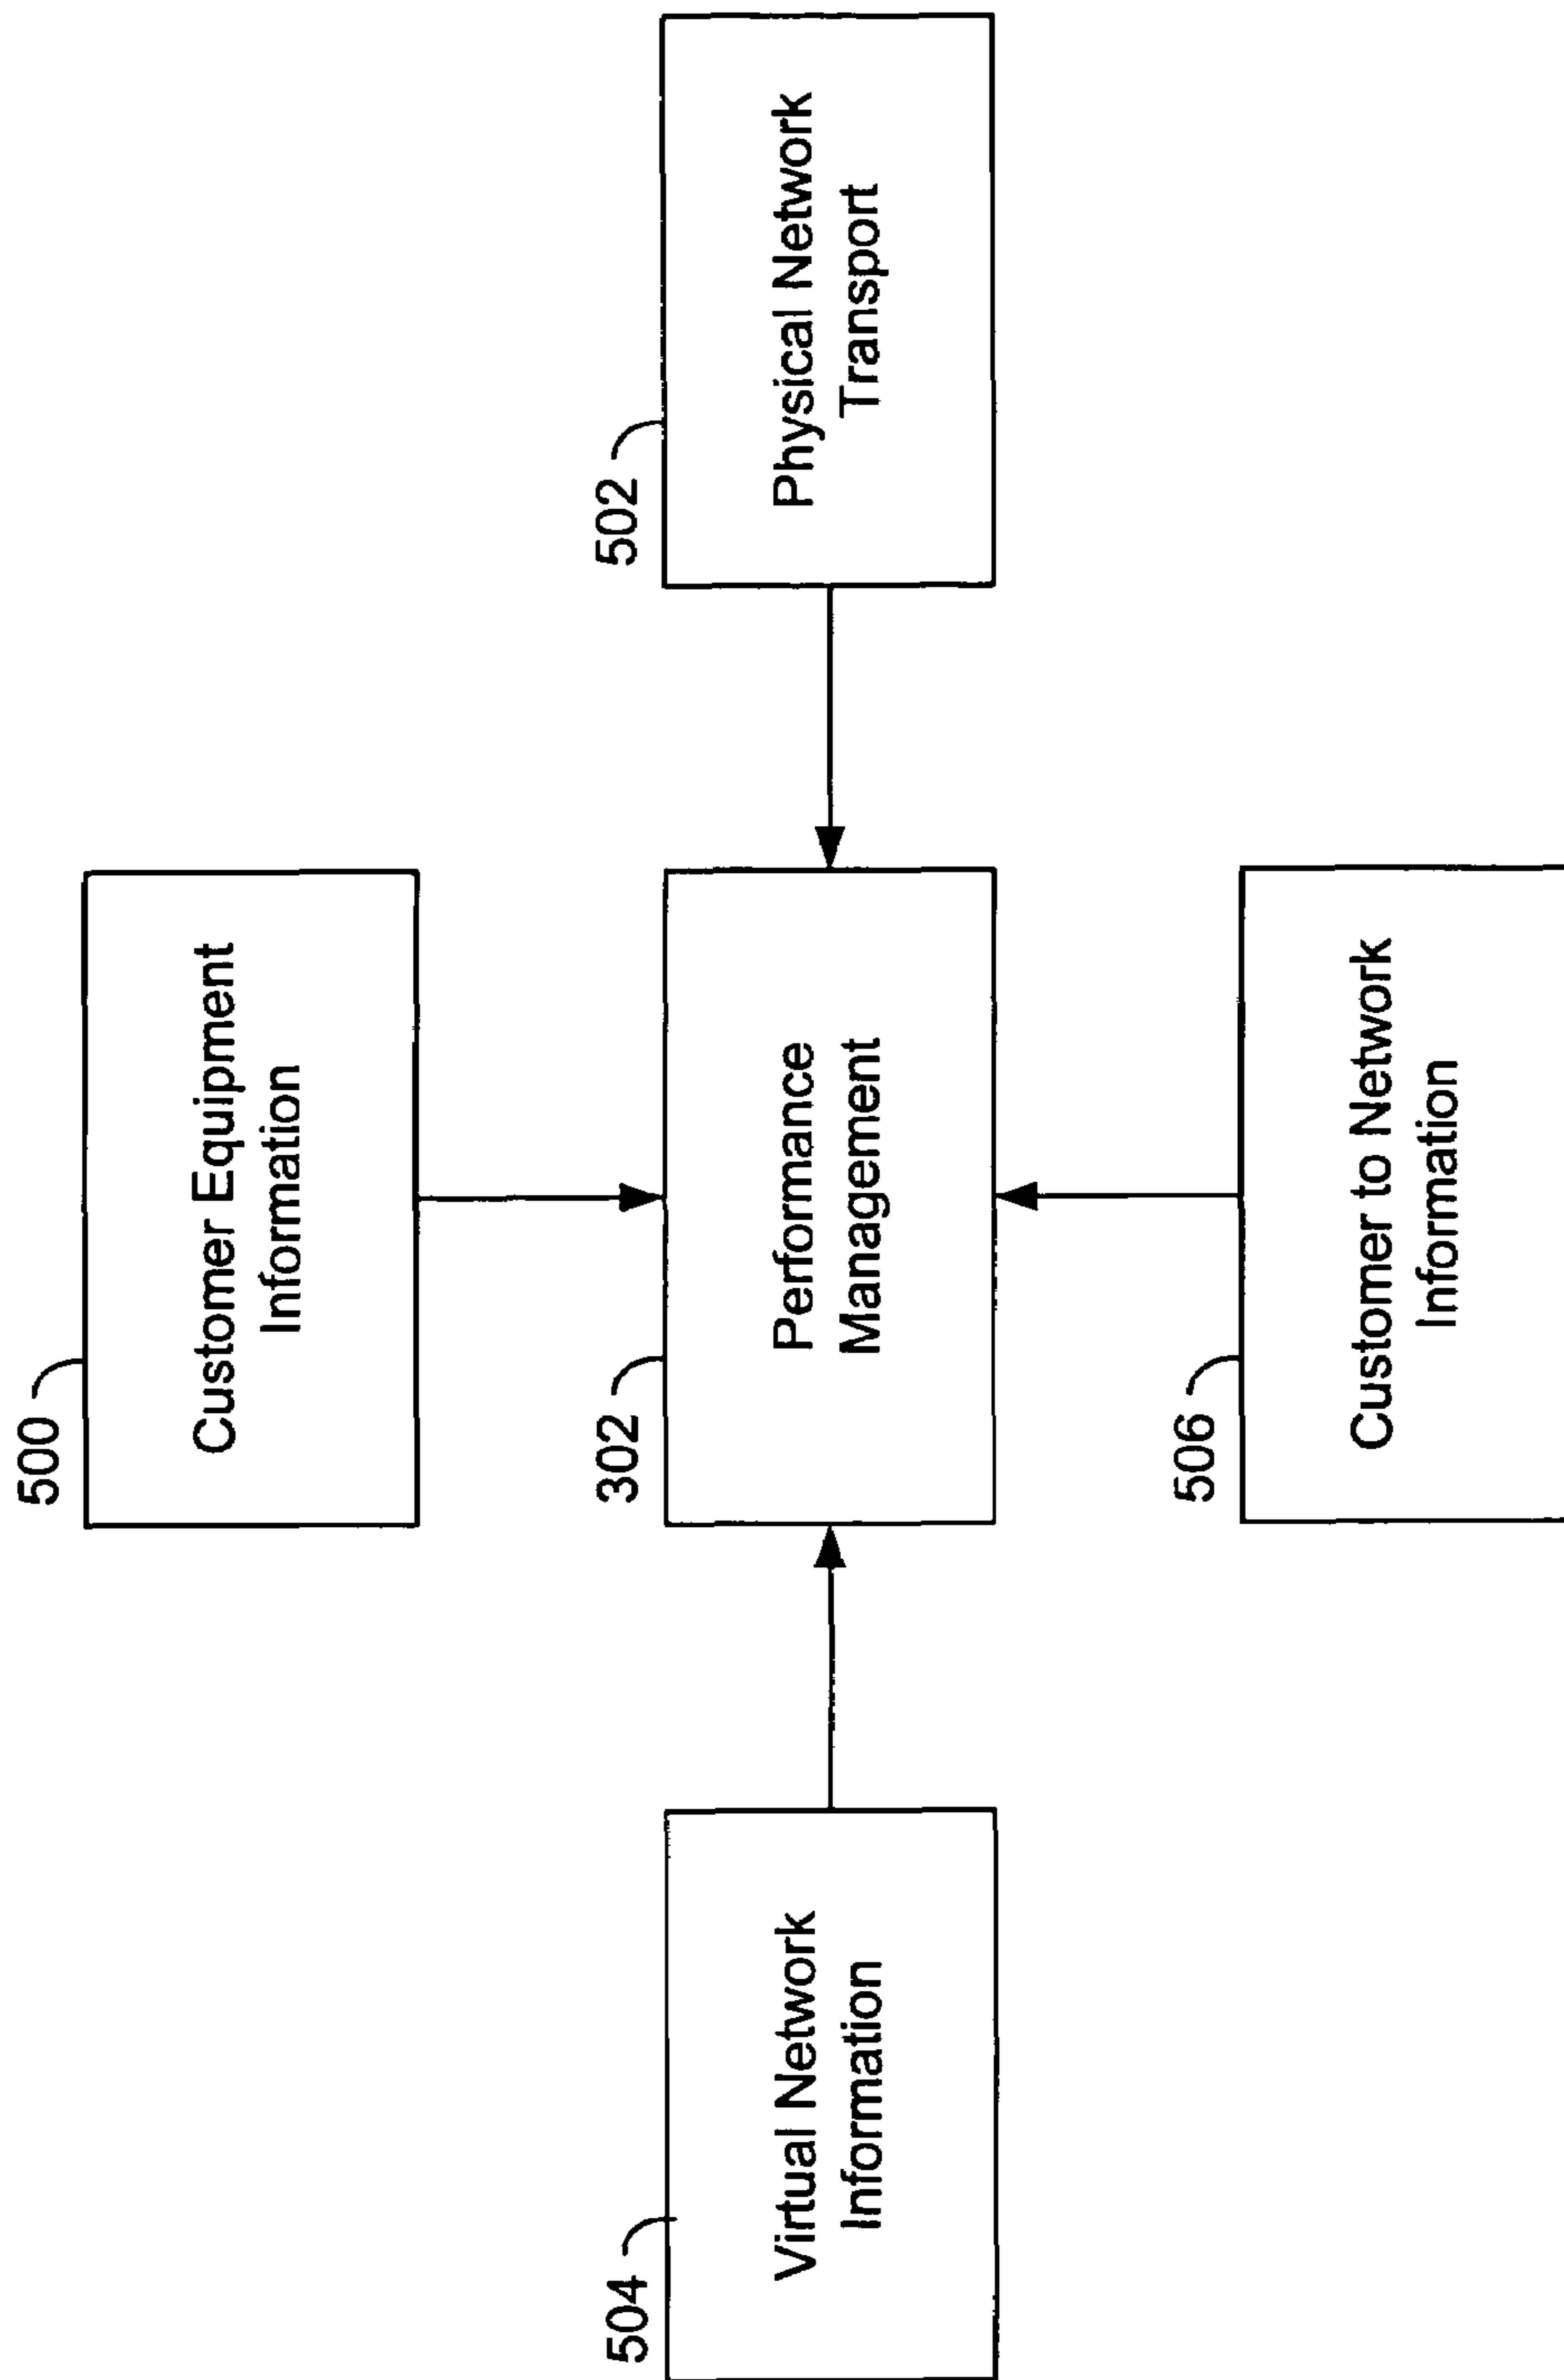 500
Customer Equipment
Information
504
Virtual Network
Information
302
Performance
Management
502
Physical Network
Transport
506
Customer to Network
Information